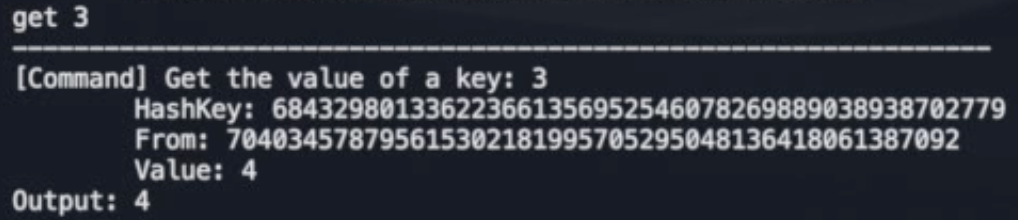 get 3
[Command] Get the value of a key: 3
HashKey: 684329801336223661356952546078269889038938702779
From: 704034578795615302181995705295048136418061387092
Value: 4
Output: 4